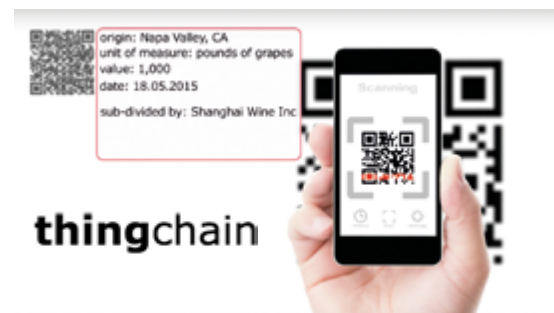 origin: Napa Valley, CA
unit of measure: pounds of grapes
value: 1,000
date: 18.05.2015
sub-divided by: Shanghai Wine Inc
Scanning
thingchain